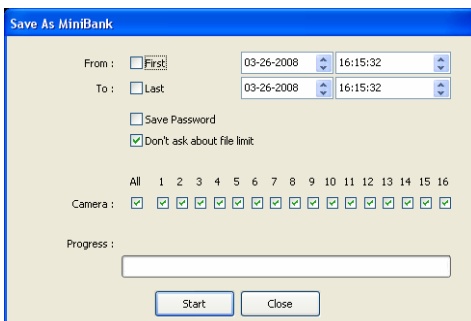 Save As MiniBank
From : First 03-26-2008 16:15:32
To : Last 03-26-2008 16:15:32
Save Password
Don't ask about file limit
All 1 2 3 4 5 6 7 8 9 10 11 12 13 14 15 16
Camera :
Progress :
Start Close